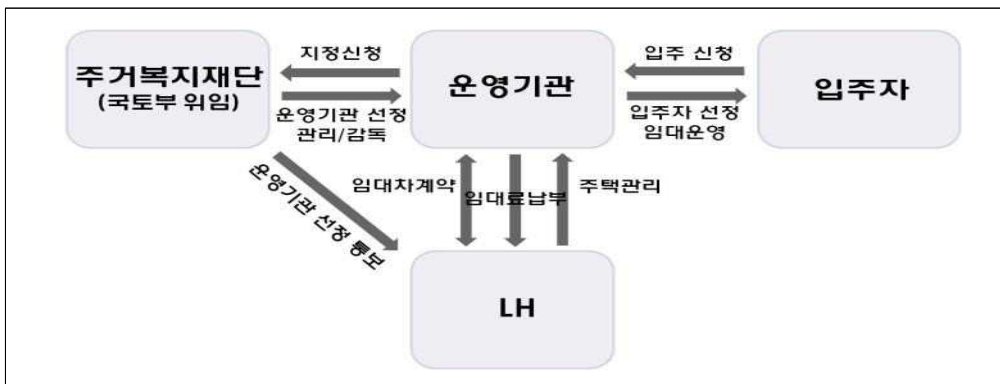 주거복지재단
(국토부 위임)
지정신청
운영기관 선정
관리/감독
운영기관
입주 신청
입주자 선정
임대운영
입주자
운영기관 선정 통보
임대차계약
임대료납부
주택관리
LH